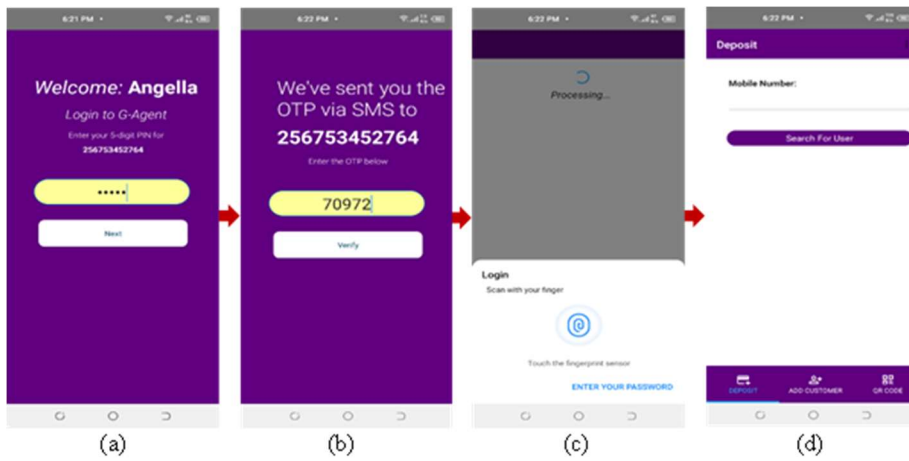 6:21 PM
Welcome: Angella
Login to G-Agent
Enter your 5-digit PIN for
256753452764
•••••
Next
(a)
6:22 PM
We've sent you the
OTP via SMS to
256753452764
Enter the OTP below
70972
Verify
(b)
6:22 PM
Processing...
Login
Scan with your finger
Touch the fingerprint sensor
ENTER YOUR PASSWORD
(c)
6:22 PM
Deposit
Mobile Number:
Search For User
DEPOSIT
ADD CUSTOMER
QR CODE
(d)